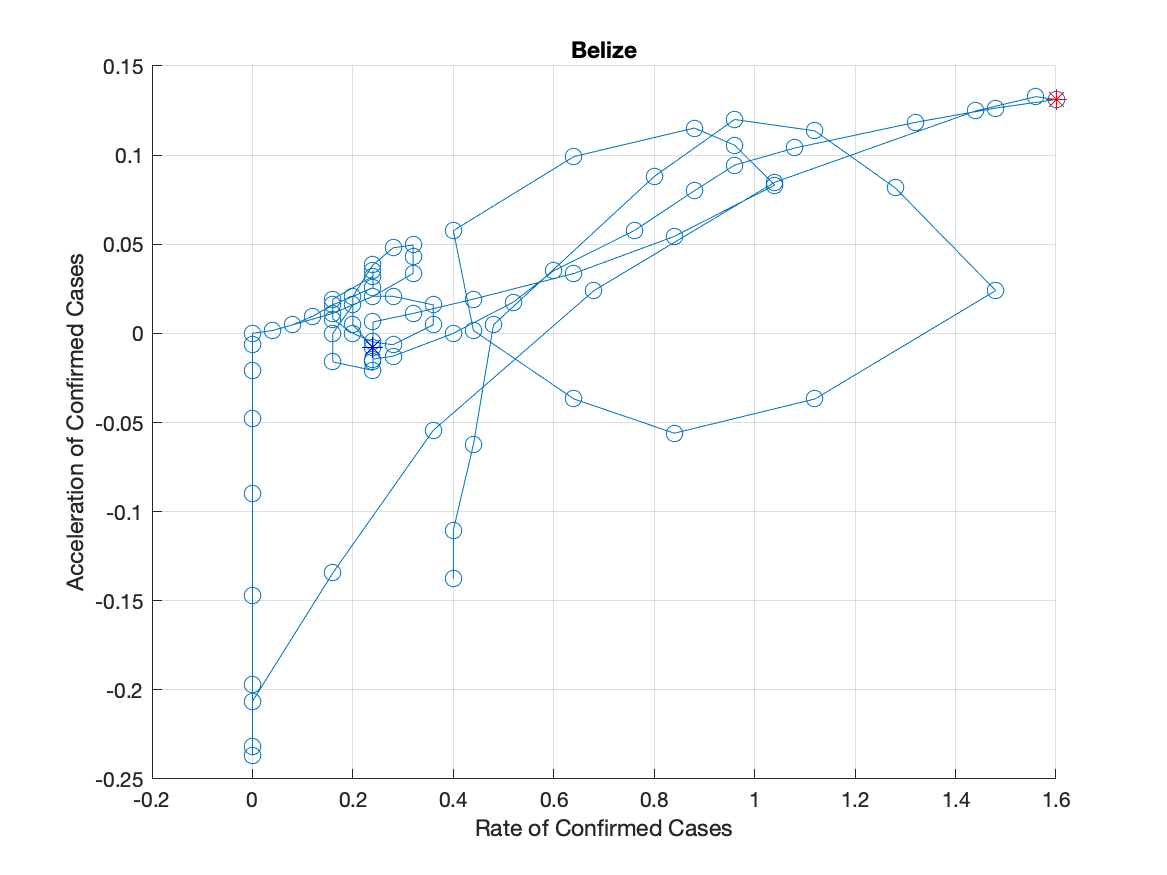 Belize
0.15
0.1
0.05
0
-0.05
-0.1
-0.15
-0.2
-0.25
Acceleration of Confirmed Cases
-0.2 0 0.2 0.4 0.6 0.8 1 1.2 1.4 1.6
Rate of Confirmed Cases